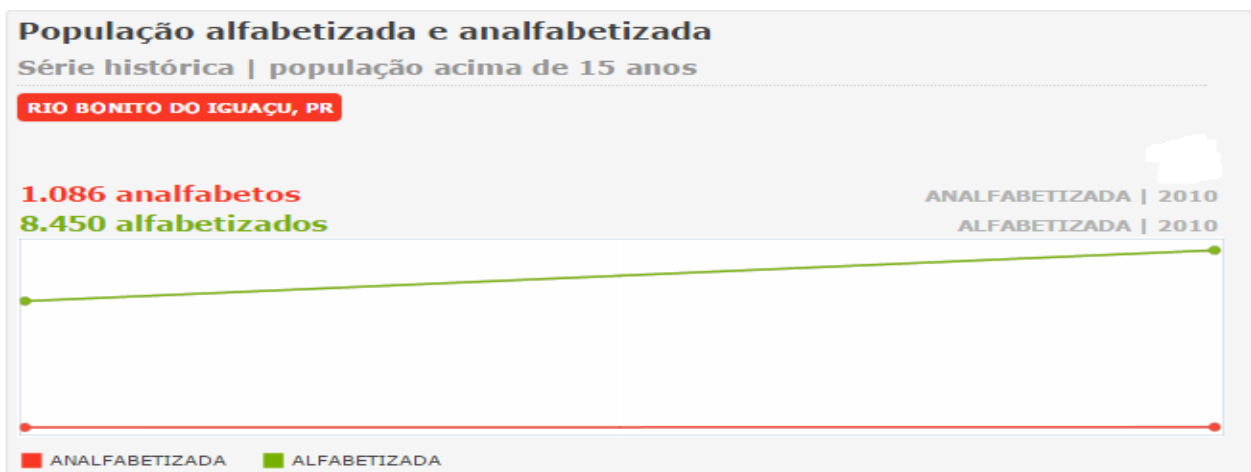 População alfabetizada e analfabetizada
Série histórica | população acima de 15 anos
RIO BONITO DO IGUAÇU, PR
1.086 analfabetos
ANALFABETIZADA | 2010
8.450 alfabetizados
ALFABETIZADA | 2010
ANALFABETIZADA ALFABETIZADA